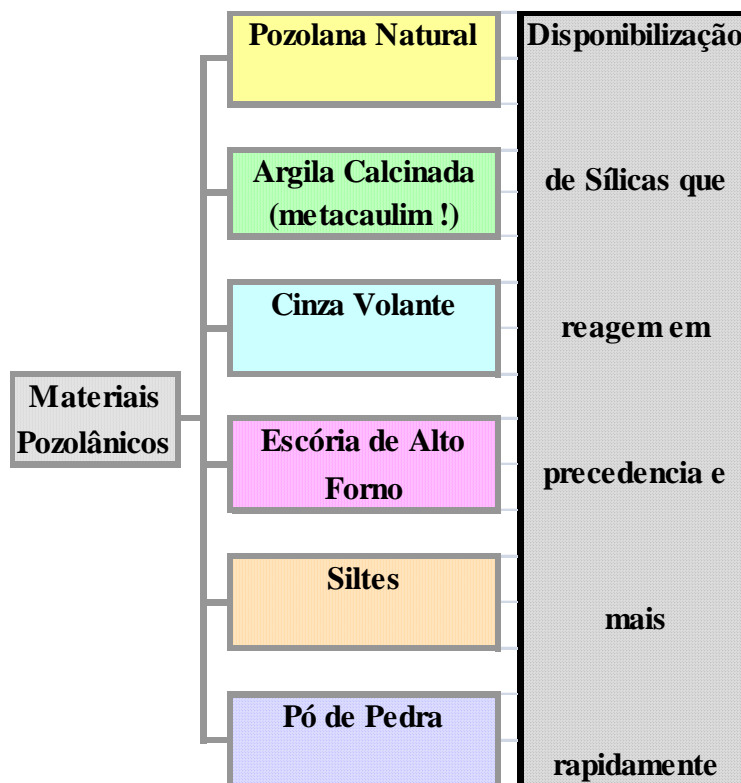 Materiais
Pozolânicos
Pozolana Natural
Argila Calcinada
(metacaulim !)
Cinza Volante
Escória de Alto
Forno
Siltes
Pó de Pedra
Disponibilização
de Sílicas que
reagem em
precedencia e
mais
rapidamente